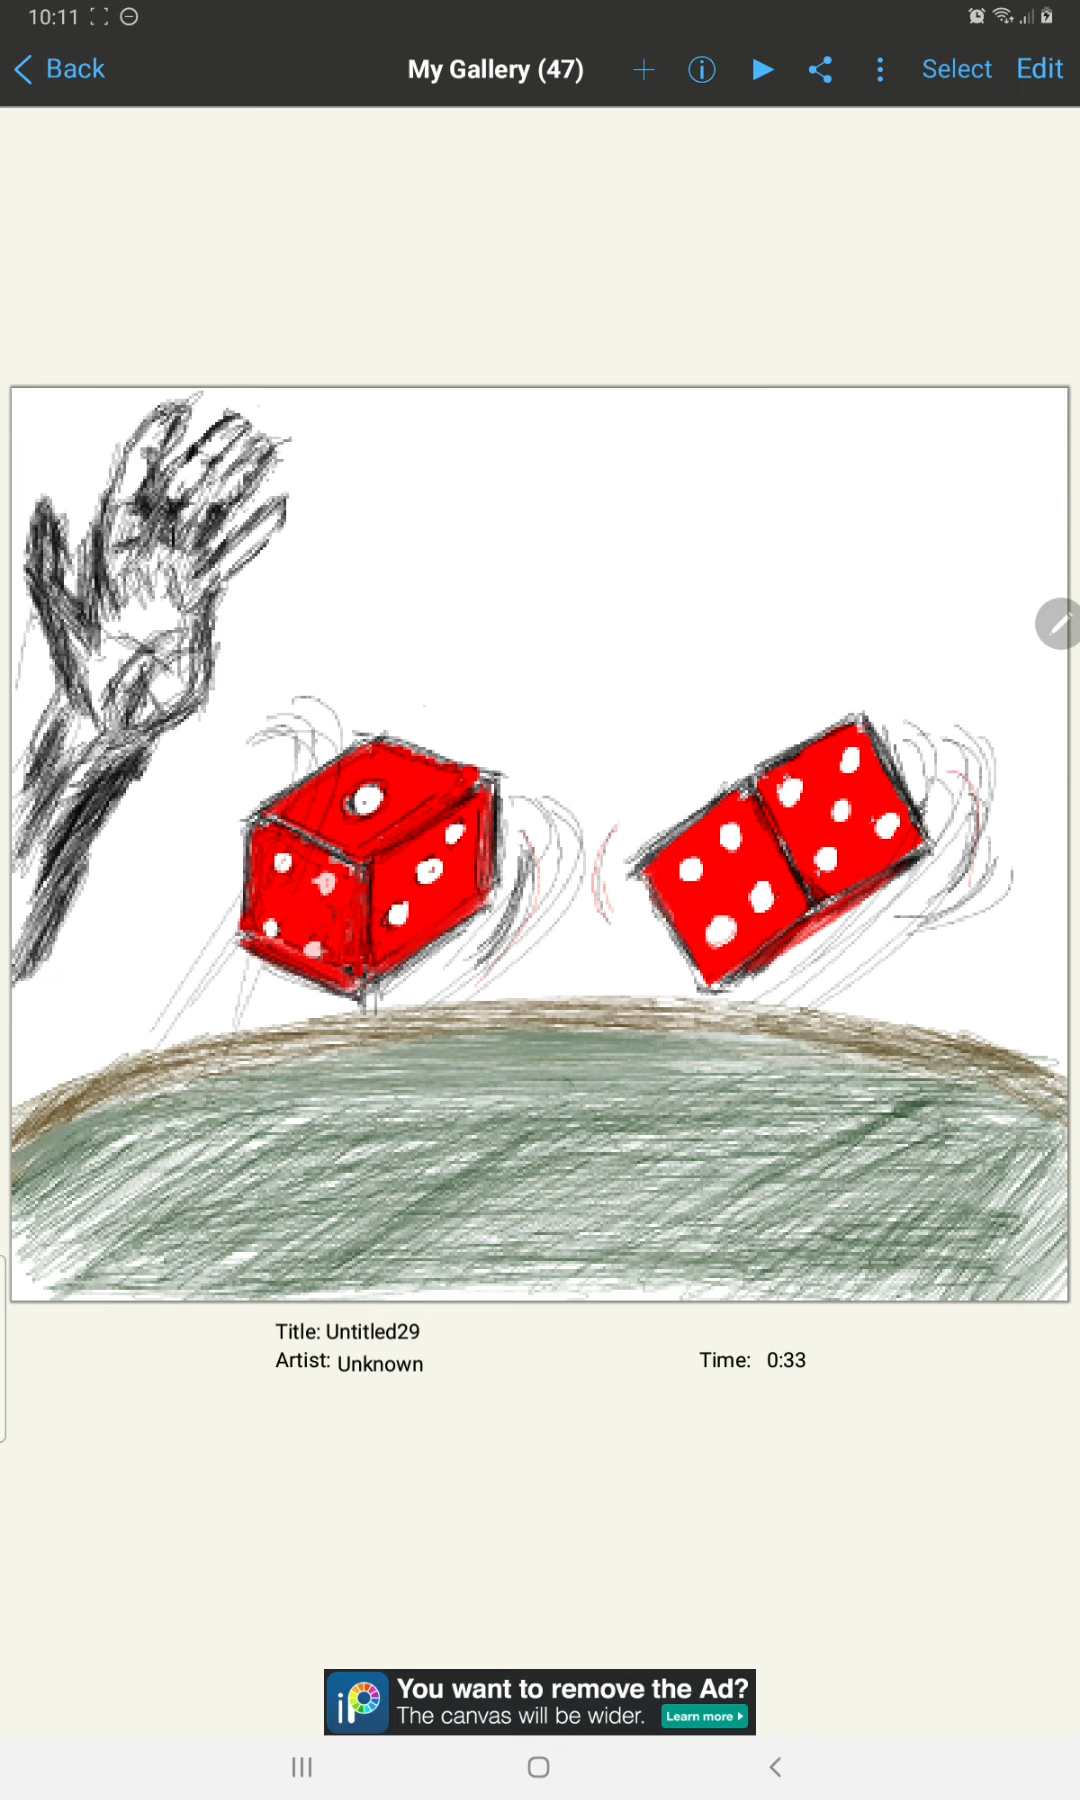 10:11
Back
My Gallery (47)
Select
Edit
Title: Untitled29
Artist: Unknown
Time: 0:33
iP
You want to remove the Ad?
The canvas will be wider.
Learn more